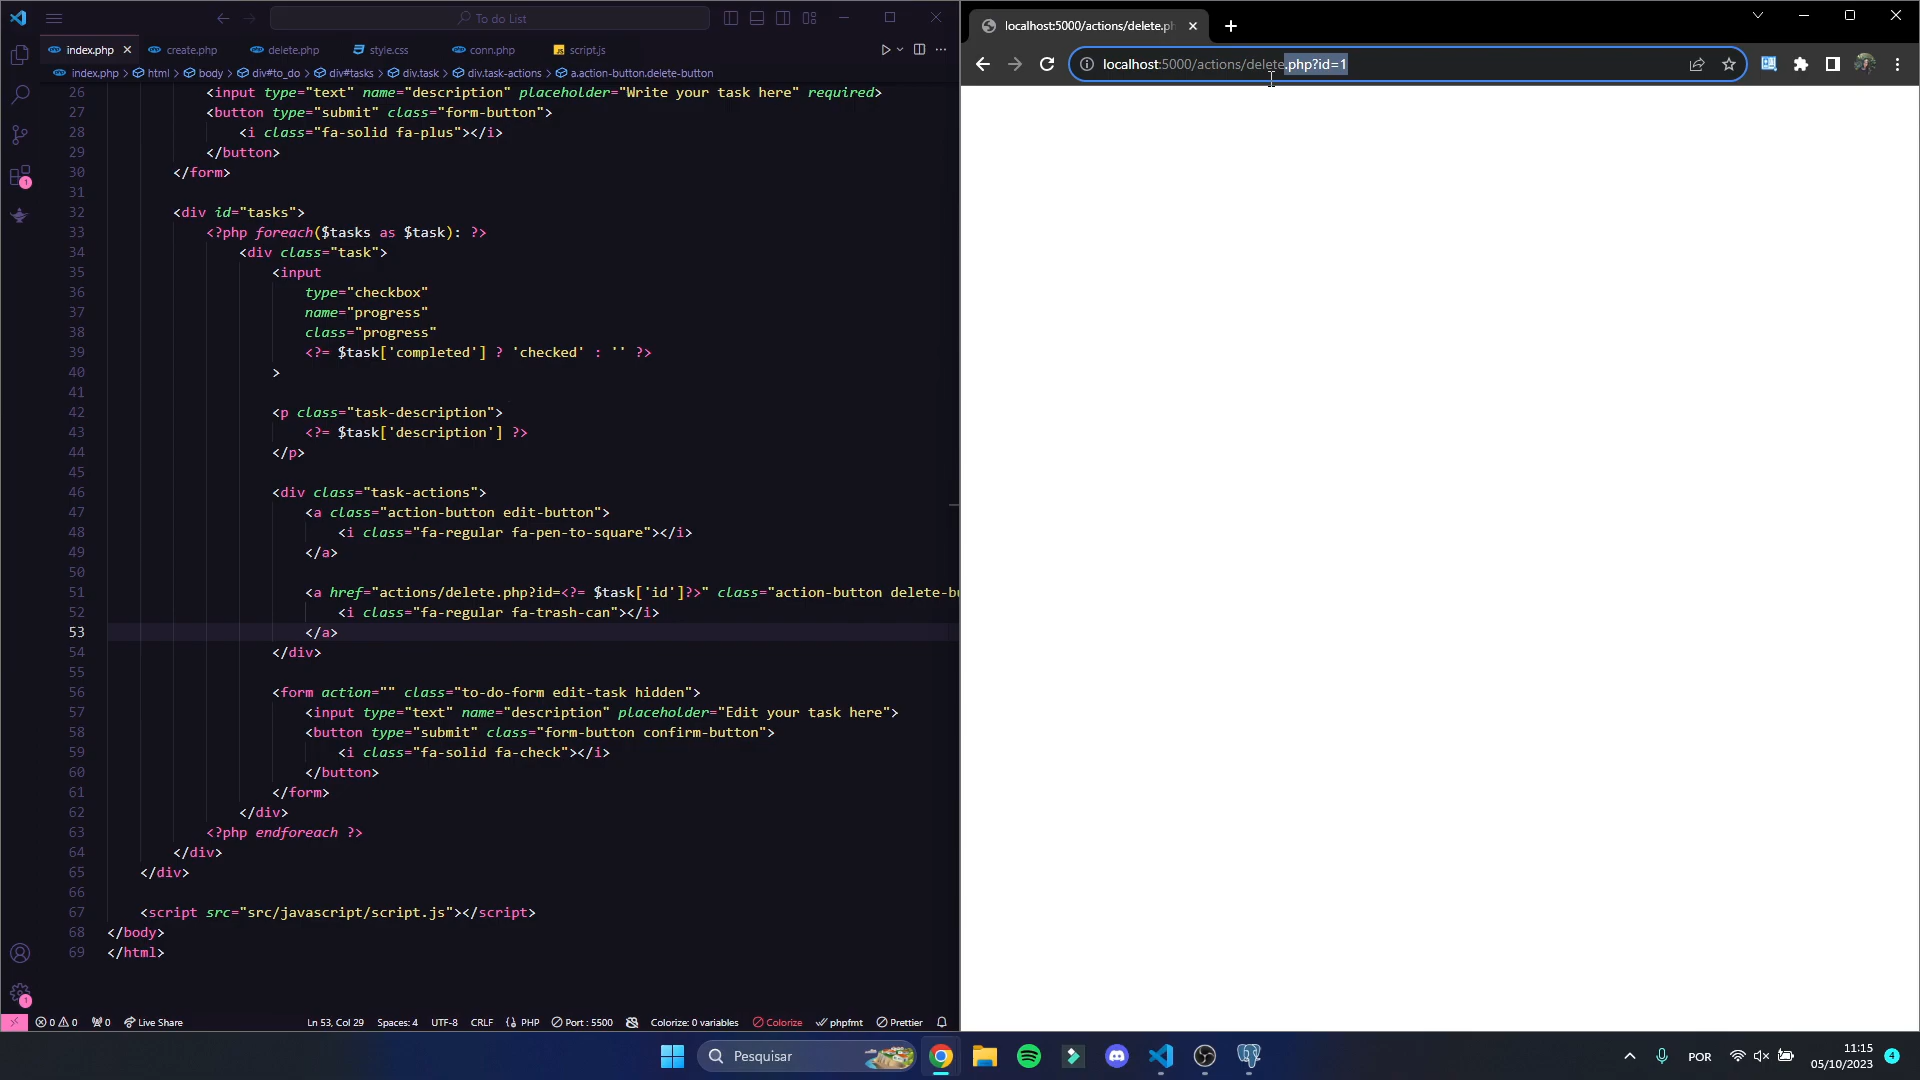 To do List
index.php
create.php
delete.php
style.css
conn.php
script.js
index.php > html > body > div#to_do > div#tasks > div.task > div.task-actions > a.action-button.delete-button
26 <input type="text" name="description" placeholder="Write your task here" required>
27 <button type="submit" class="form-button">
28 <i class="fa-solid fa-plus"></i>
29 </button>
30 </form>
31
32 <div id="tasks">
33 <?php foreach($tasks as $task): ?>
34 <div class="task">
35 <input
36 type="checkbox"
37 name="progress"
38 class="progress"
39 <?= $task['completed'] ? 'checked' : '' ?>
40 >
41
42 <p class="task-description">
43 <?= $task['description'] ?>
44 </p>
45
46 <div class="task-actions">
47 <a class="action-button edit-button">
48 <i class="fa-regular fa-pen-to-square"></i>
49 </a>
50
51 <a href="actions/delete.php?id=<?= $task['id']?>" class="action-button delete-b
52 <i class="fa-regular fa-trash-can"></i>
53 </a>
54 </div>
55
56 <form action="" class="to-do-form edit-task hidden">
57 <input type="text" name="description" placeholder="Edit your task here">
58 <button type="submit" class="form-button confirm-button">
59 <i class="fa-solid fa-check"></i>
60 </button>
61 </form>
62 </div>
63 <?php endforeach ?>
64 </div>
65 </div>
66
67 <script src="src/javascript/script.js"></script>
68 </body>
69 </html>
1
1
0 0 0 Live Share Ln 53, Col 29 Spaces: 4 UTF-8 CRLF PHP Port : 5500 Colorize: 0 variables Colorize phpfmt Prettier
localhost:5000/actions/delete.ph
localhost:5000/actions/delete.php?id=1
Pesquisar
POR
11:15
05/10/2023
4